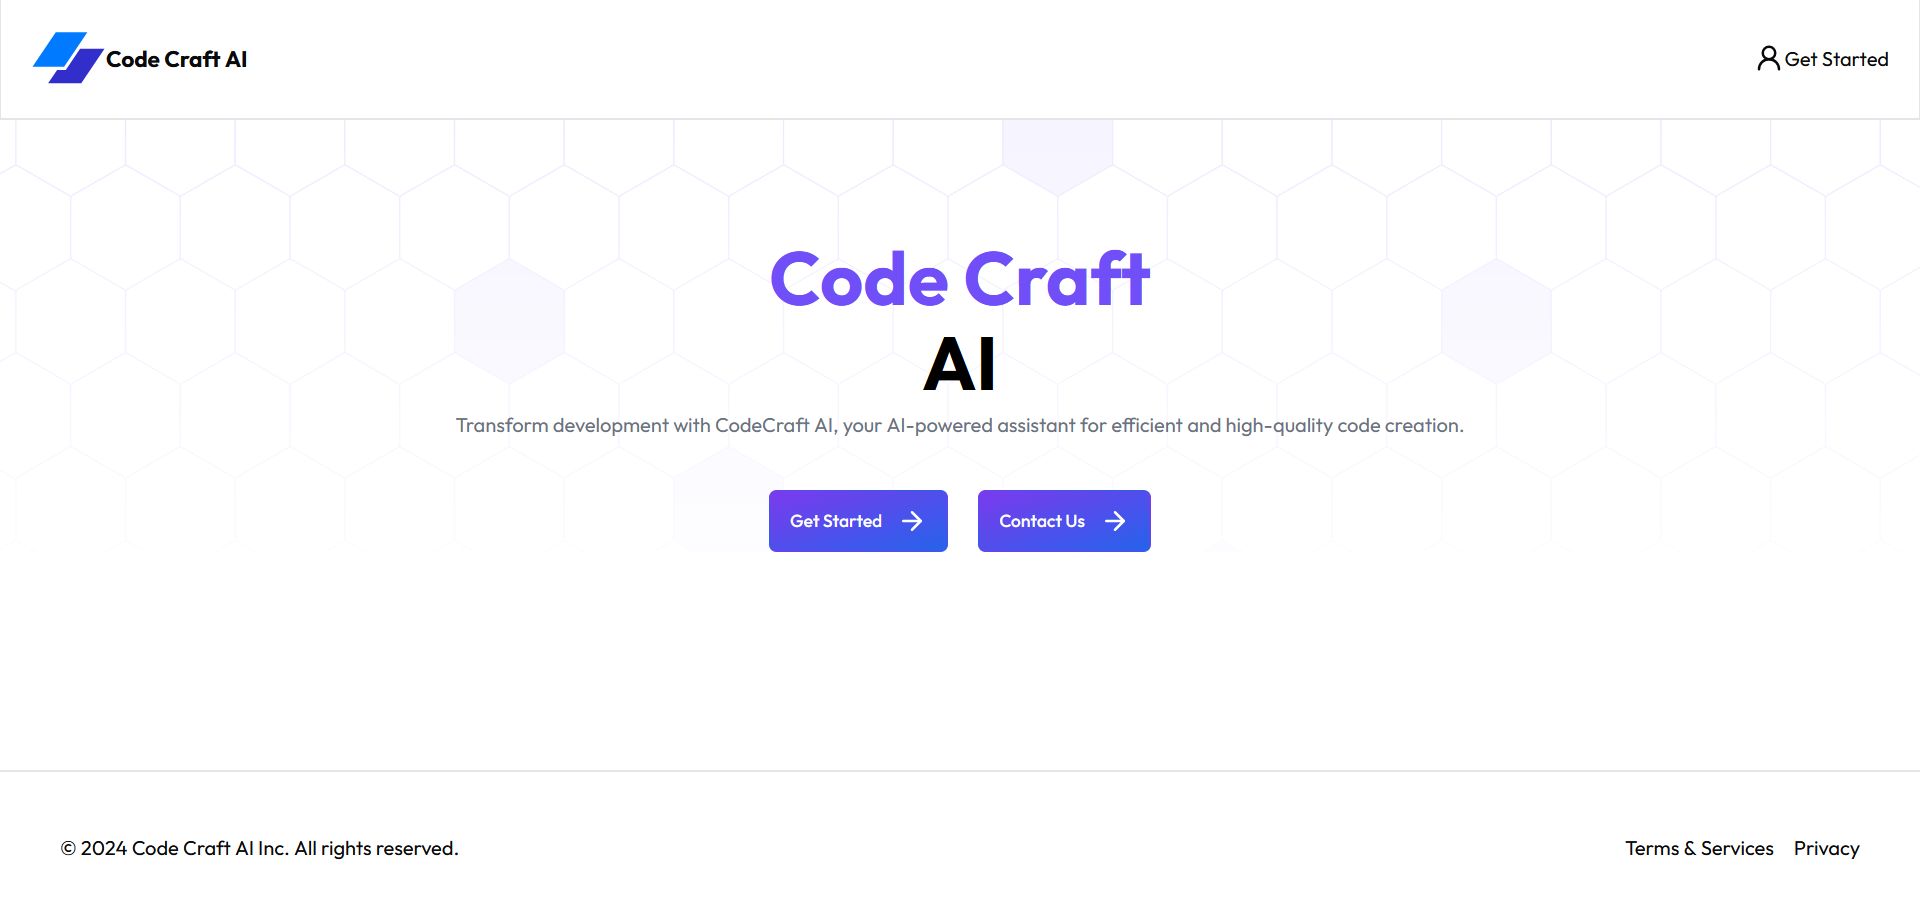 Code Craft AI
Get Started
Code Craft
AI
Transform development with CodeCraft AI, your AI-powered assistant for efficient and high-quality code creation.
Get Started
Contact Us
© 2024 Code Craft AI Inc. All rights reserved.
Terms & Services
Privacy